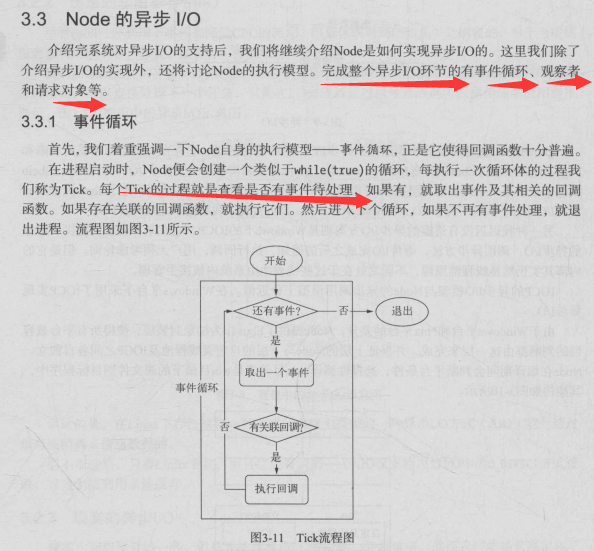 3.3 Node 的异步 I/O
介绍完系统对异步I/O的支持后，我们将继续介绍Node是如何实现异步I/O的。这里我们除了
介绍异步I/O的实现外，还将讨论Node的执行模型。完成整个异步I/O环节的有事件循环、观察者
和请求对象等。
3.3.1 事件循环
首先，我们着重强调一下Node自身的执行模型——事件循环，正是它使得回调函数十分普遍。
在进程启动时，Node便会创建一个类似于while(true)的循环，每执行一次循环体的过程我
们称为Tick。每个Tick的过程就是查看是否有事件待处理，如果有，就取出事件及其相关的回调
函数。如果存在关联的回调函数，就执行它们。然后进入下个循环，如果不再有事件处理，就退
出进程。流程图如图3-11所示。
开始
还有事件?
否
退出
是
取出一个事件
事件循环
否
有关联回调?
是
执行回调
图3-11 Tick流程图